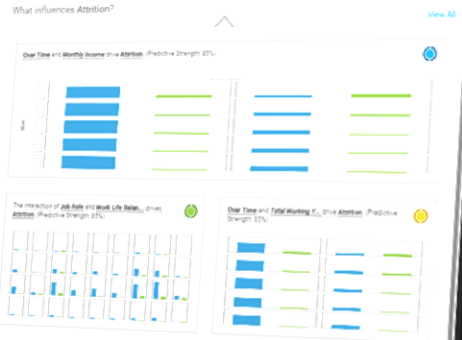 What influences Attrition?
View All
Over Time and Monthly Income drive Attrition (Predictive Strength: 85%)
The interaction of Job Role and Work Life Balan... drives
Attrition (Predictive Strength: 85%)
Over Time and Total Working Y... drive Attrition (Predictive
Strength: 85%)